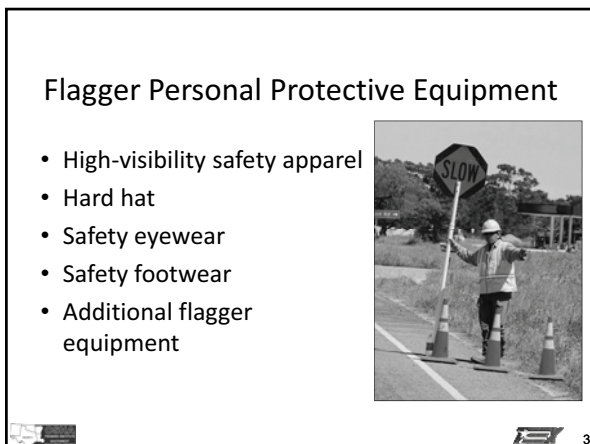 Flagger Personal Protective Equipment
• High-visibility safety apparel
• Hard hat
• Safety eyewear
• Safety footwear
• Additional flagger
equipment
SLOW
3